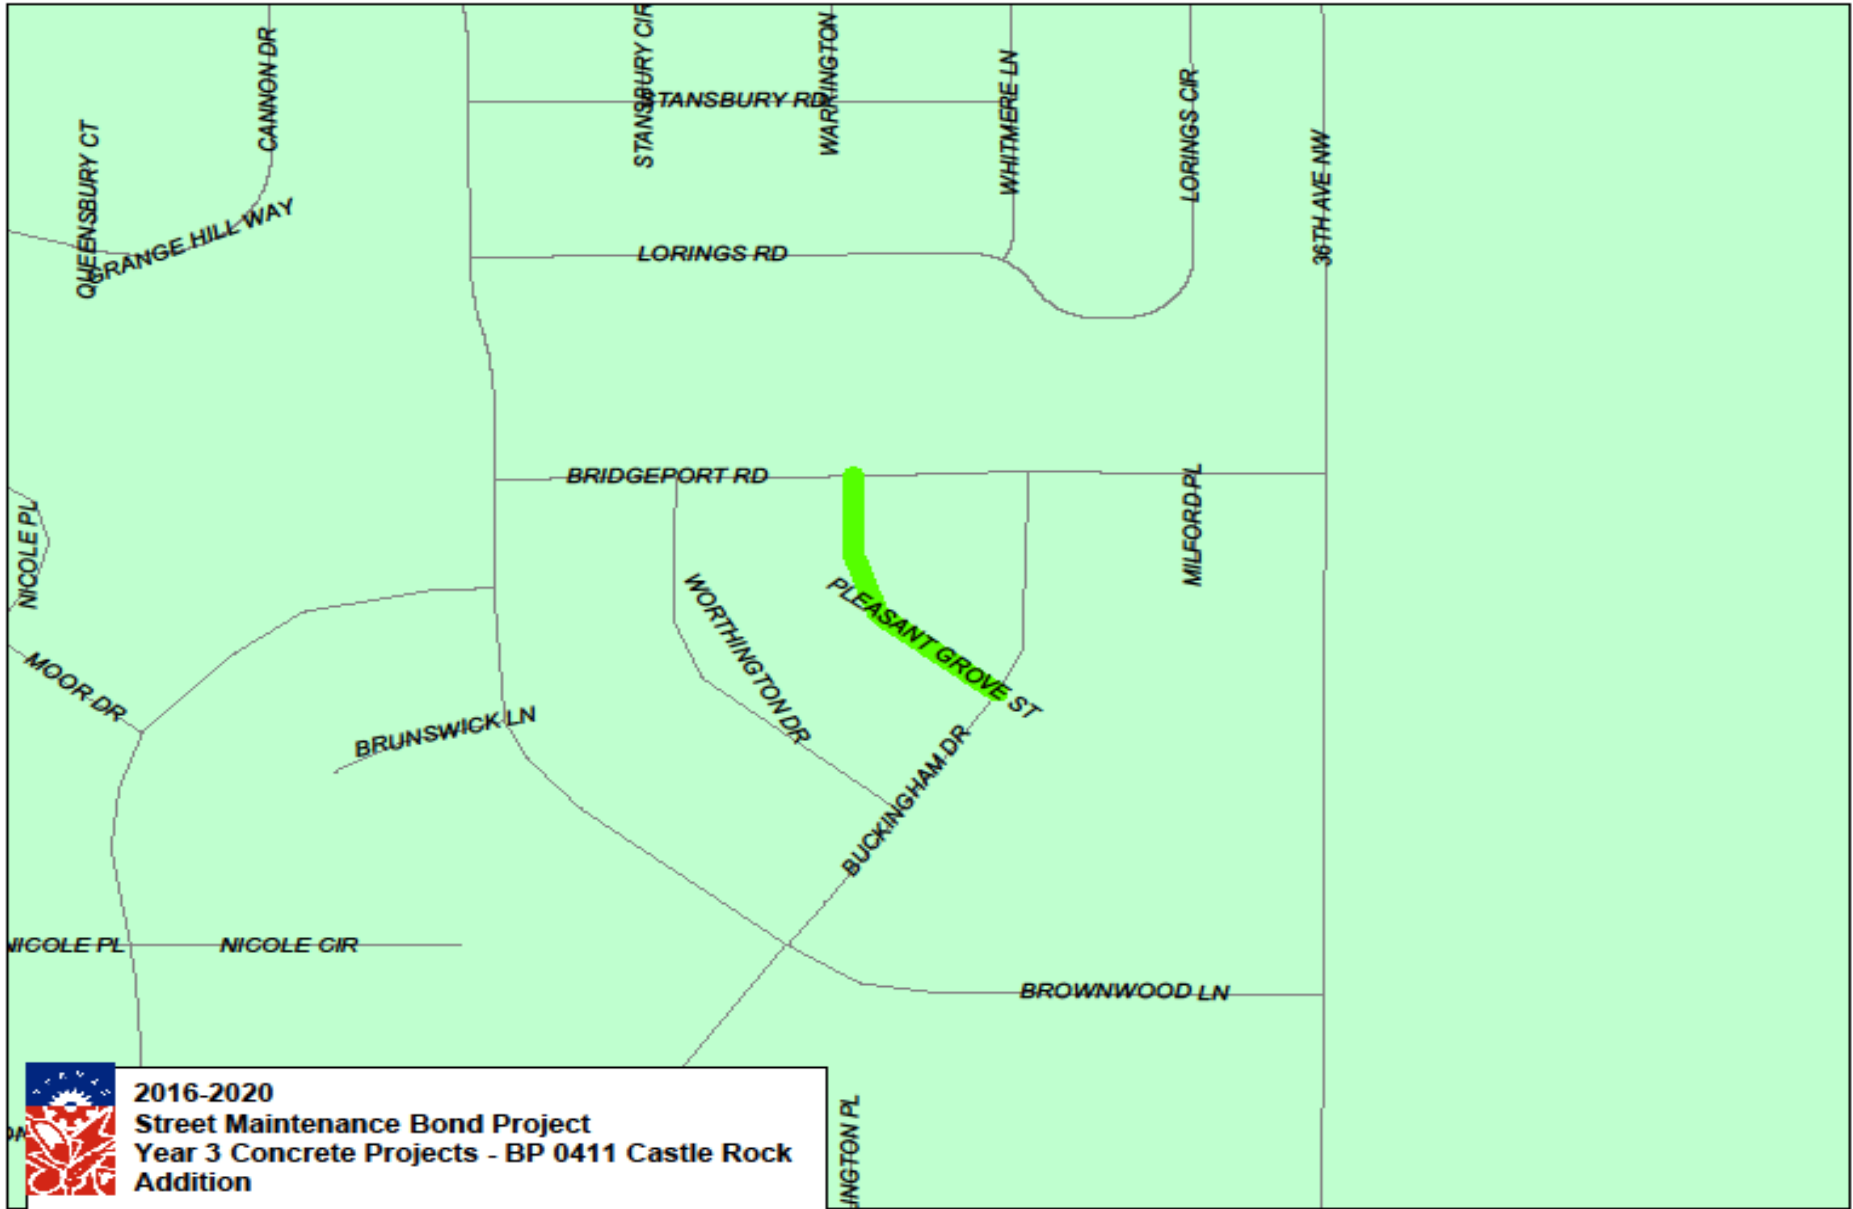 CANNON DR
STANSBURY CIR
WARRINGTON
STANSBURY RD
WHITMERE LN
LORINGS CIR
36TH AVE NW
QUEENSBURY CT
GRANGE HILL WAY
LORINGS RD
BRIDGEPORT RD
MILFORD PL
NICOLE PL
WORTHINGTON DR
PLEASANT GROVE ST
MOOR DR
BRUNSWICK LN
BUCKINGHAM DR
NICOLE PL
NICOLE CIR
BROWNWOOD LN
INGTON PL
2016-2020
Street Maintenance Bond Project
Year 3 Concrete Projects - BP 0411 Castle Rock
Addition